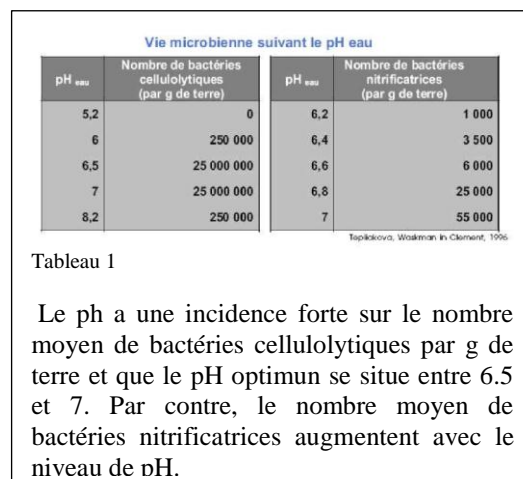 Vie microbienne suivant le pH eau
pH eau Nombre de bactéries cellulolytiques (par g de terre) pH eau Nombre de bactéries nitrificatrices (par g de terre)
5,2 0 6,2 1 000
6 250 000 6,4 3 500
6,5 25 000 000 6,6 6 000
7 25 000 000 6,8 25 000
8,2 250 000 7 55 000
Tepliakova, Waskman in Clement, 1996
Tableau 1
Le ph a une incidence forte sur le nombre
moyen de bactéries cellulolytiques par g de
terre et que le pH optimun se situe entre 6.5
et 7. Par contre, le nombre moyen de
bactéries nitrificatrices augmentent avec le
niveau de pH.